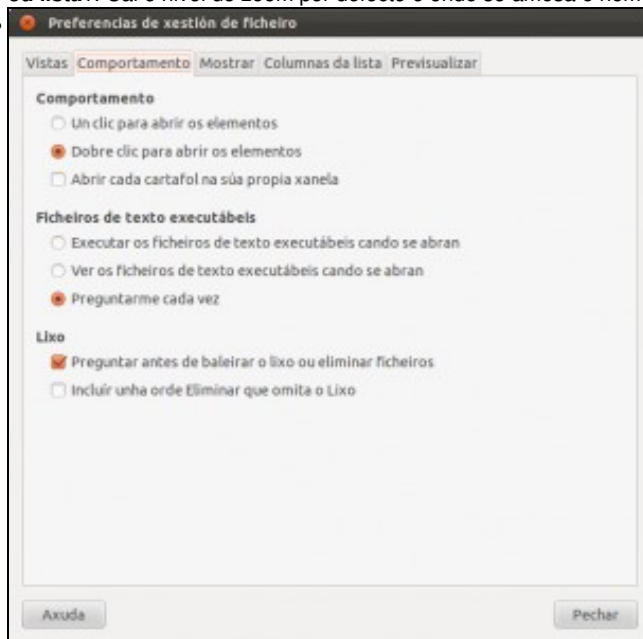 Preferencias de xestión de ficheiro
Vistas Comportamento Mostrar Columnas da lista Previsualizar
Comportamento
Un clic para abrir os elementos
Dobre clic para abrir os elementos
Abrir cada cartafol na súa propia xanela
Ficheiros de texto executábeis
Executar os ficheiros de texto executábeis cando se abran
Ver os ficheiros de texto executábeis cando se abran
Preguntarme cada vez
Lixo
Preguntar antes de baleirar o lixo ou eliminar ficheiros
Incluír unha orde Eliminar que omita o Lixo
Axuda Pechar